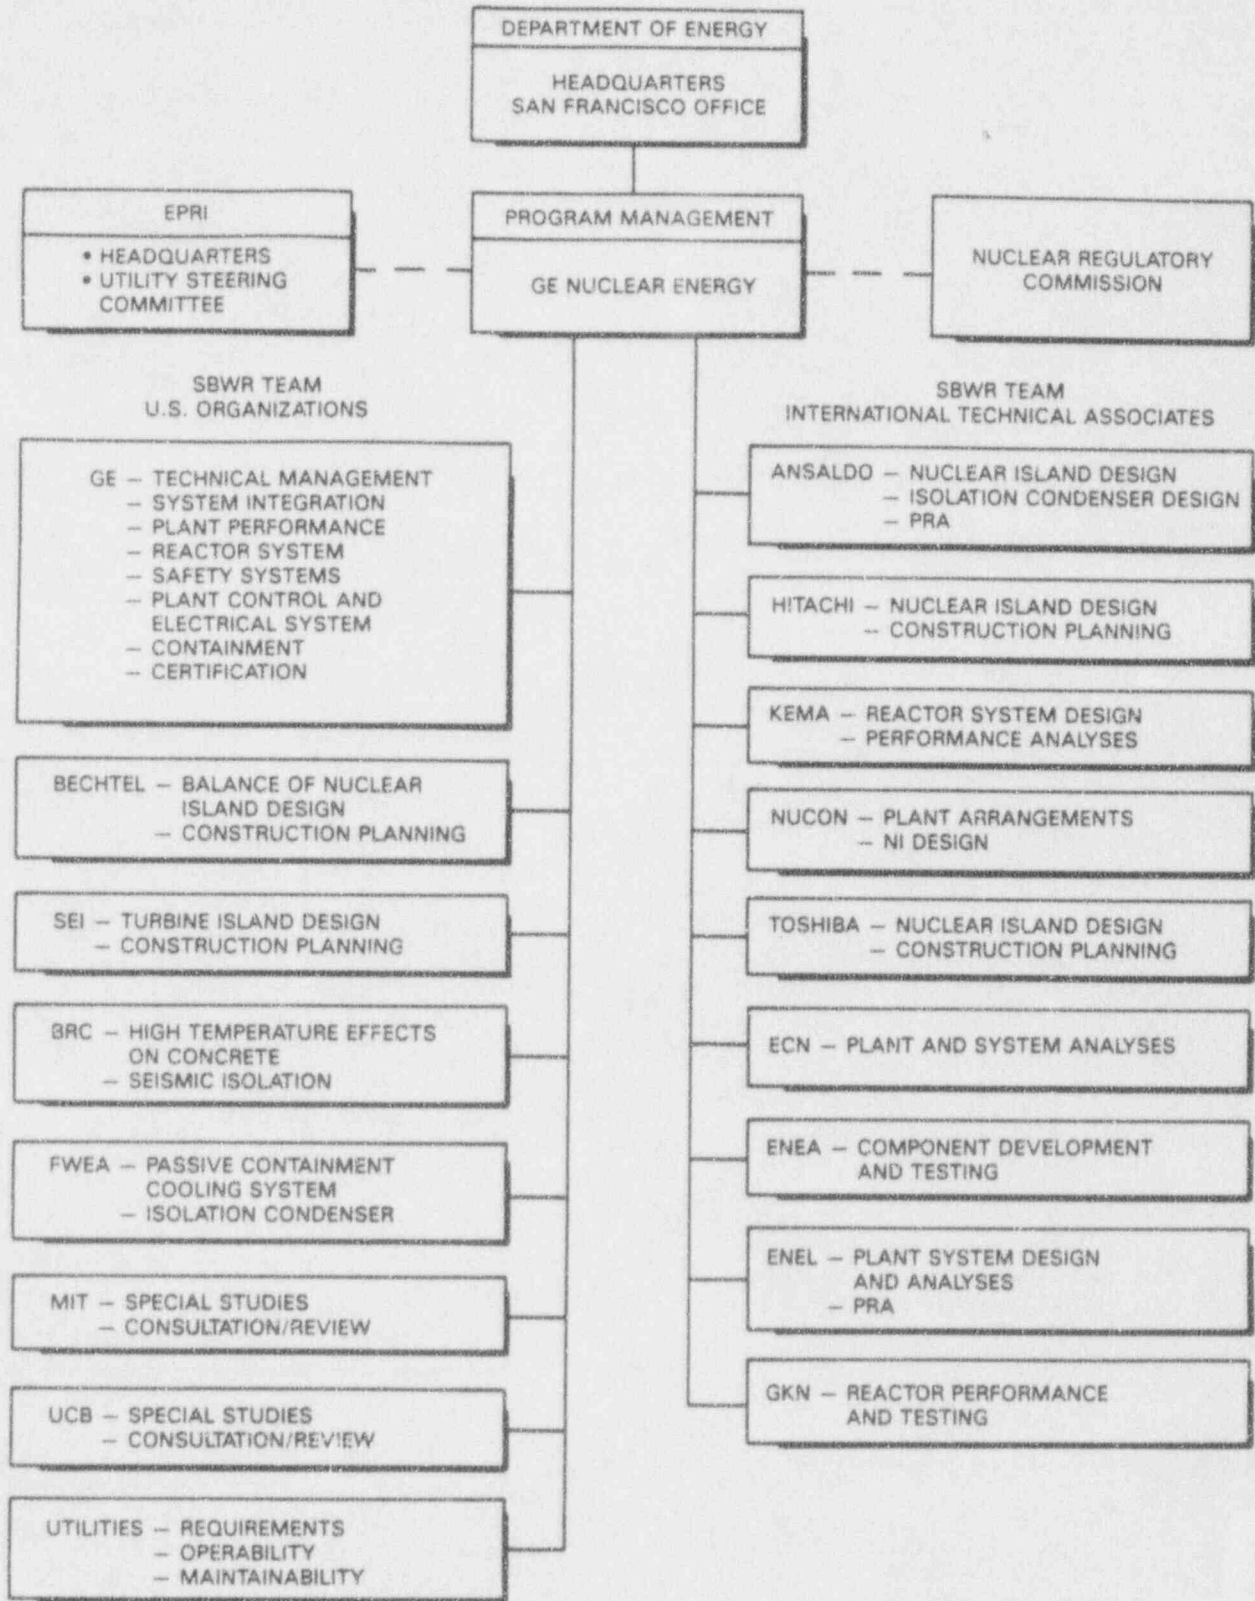 DEPARTMENT OF ENERGY
HEADQUARTERS
SAN FRANCISCO OFFICE
EPRI
• HEADQUARTERS
• UTILITY STEERING
COMMITTEE
PROGRAM MANAGEMENT
GE NUCLEAR ENERGY
NUCLEAR REGULATORY
COMMISSION
SBWR TEAM
U.S. ORGANIZATIONS
GE — TECHNICAL MANAGEMENT
— SYSTEM INTEGRATION
— PLANT PERFORMANCE
— REACTOR SYSTEM
— SAFETY SYSTEMS
— PLANT CONTROL AND
ELECTRICAL SYSTEM
— CONTAINMENT
— CERTIFICATION
BECHTEL — BALANCE OF NUCLEAR
ISLAND DESIGN
— CONSTRUCTION PLANNING
SEI — TURBINE ISLAND DESIGN
— CONSTRUCTION PLANNING
BRC — HIGH TEMPERATURE EFFECTS
ON CONCRETE
— SEISMIC ISOLATION
FWEA — PASSIVE CONTAINMENT
COOLING SYSTEM
— ISOLATION CONDENSER
MIT — SPECIAL STUDIES
— CONSULTATION/REVIEW
UCB — SPECIAL STUDIES
— CONSULTATION/REVIEW
UTILITIES — REQUIREMENTS
— OPERABILITY
— MAINTAINABILITY
SBWR TEAM
INTERNATIONAL TECHNICAL ASSOCIATES
ANSALDO — NUCLEAR ISLAND DESIGN
— ISOLATION CONDENSER DESIGN
— PRA
HITACHI — NUCLEAR ISLAND DESIGN
— CONSTRUCTION PLANNING
KEMA — REACTOR SYSTEM DESIGN
— PERFORMANCE ANALYSES
NUCON — PLANT ARRANGEMENTS
— NI DESIGN
TOSHIBA — NUCLEAR ISLAND DESIGN
— CONSTRUCTION PLANNING
ECN — PLANT AND SYSTEM ANALYSES
ENEA — COMPONENT DEVELOPMENT
AND TESTING
ENEL — PLANT SYSTEM DESIGN
AND ANALYSES
— PRA
GKN — REACTOR PERFORMANCE
AND TESTING